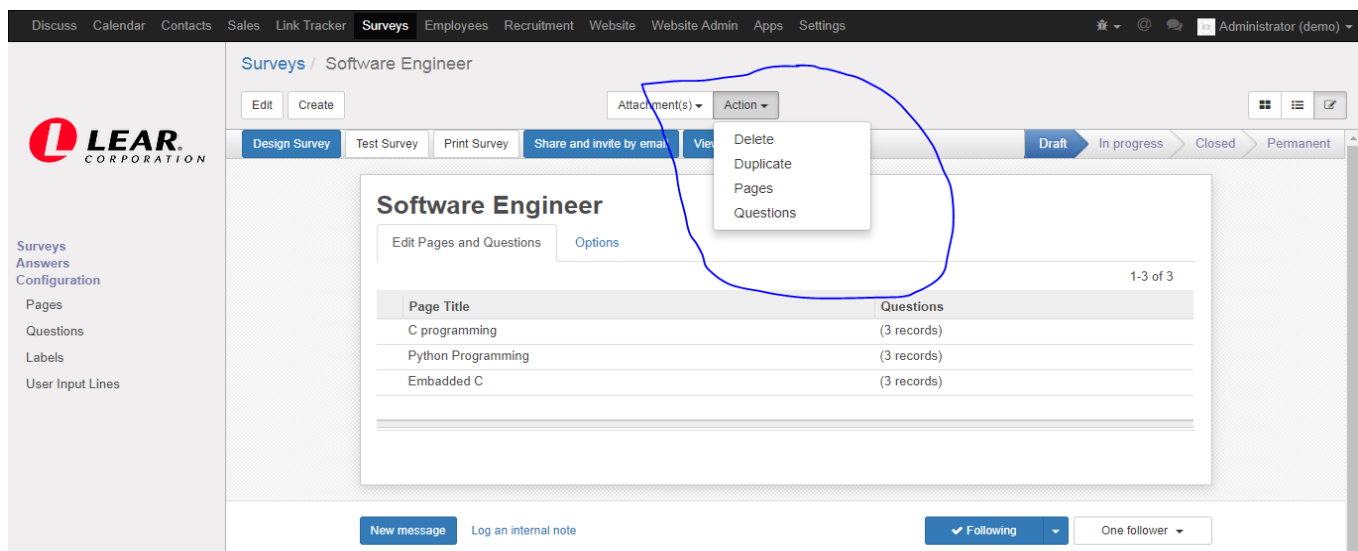 Discuss Calendar Contacts Sales Link Tracker Surveys Employees Recruitment Website Website Admin Apps Settings @ Administrator (demo)
Surveys / Software Engineer
Edit Create Attachment(s) Action
LEAR.
CORPORATION
Design Survey Test Survey Print Survey Share and invite by email Draft In progress Closed Permanent
Delete
Duplicate
Pages
Questions
Software Engineer
Edit Pages and Questions Options
Surveys
Answers
Configuration
Pages
Questions
Labels
User Input Lines
1-3 of 3
Page Title Questions
C programming (3 records)
Python Programming (3 records)
Embadded C (3 records)
New message Log an internal note Following One follower